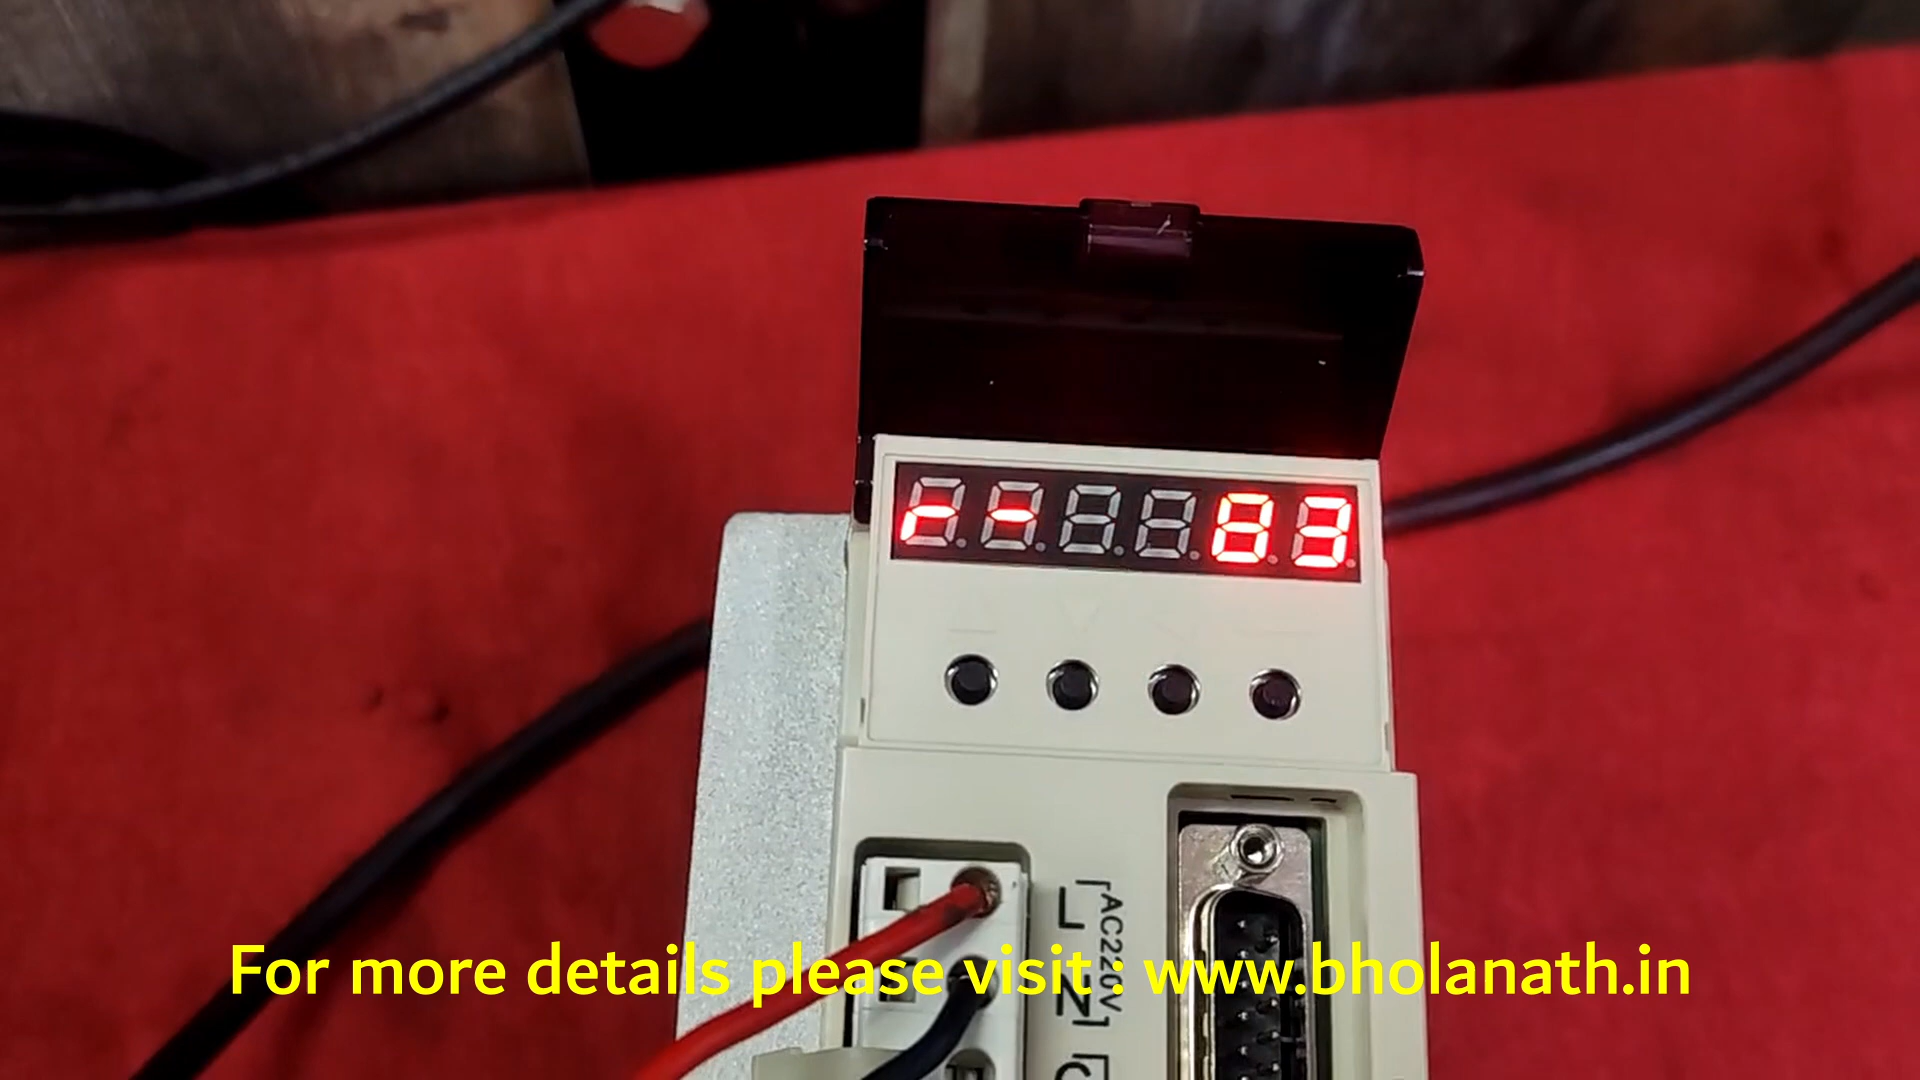 r- 83
L
N
AC220V
For more details please visit : www.bholanath.in